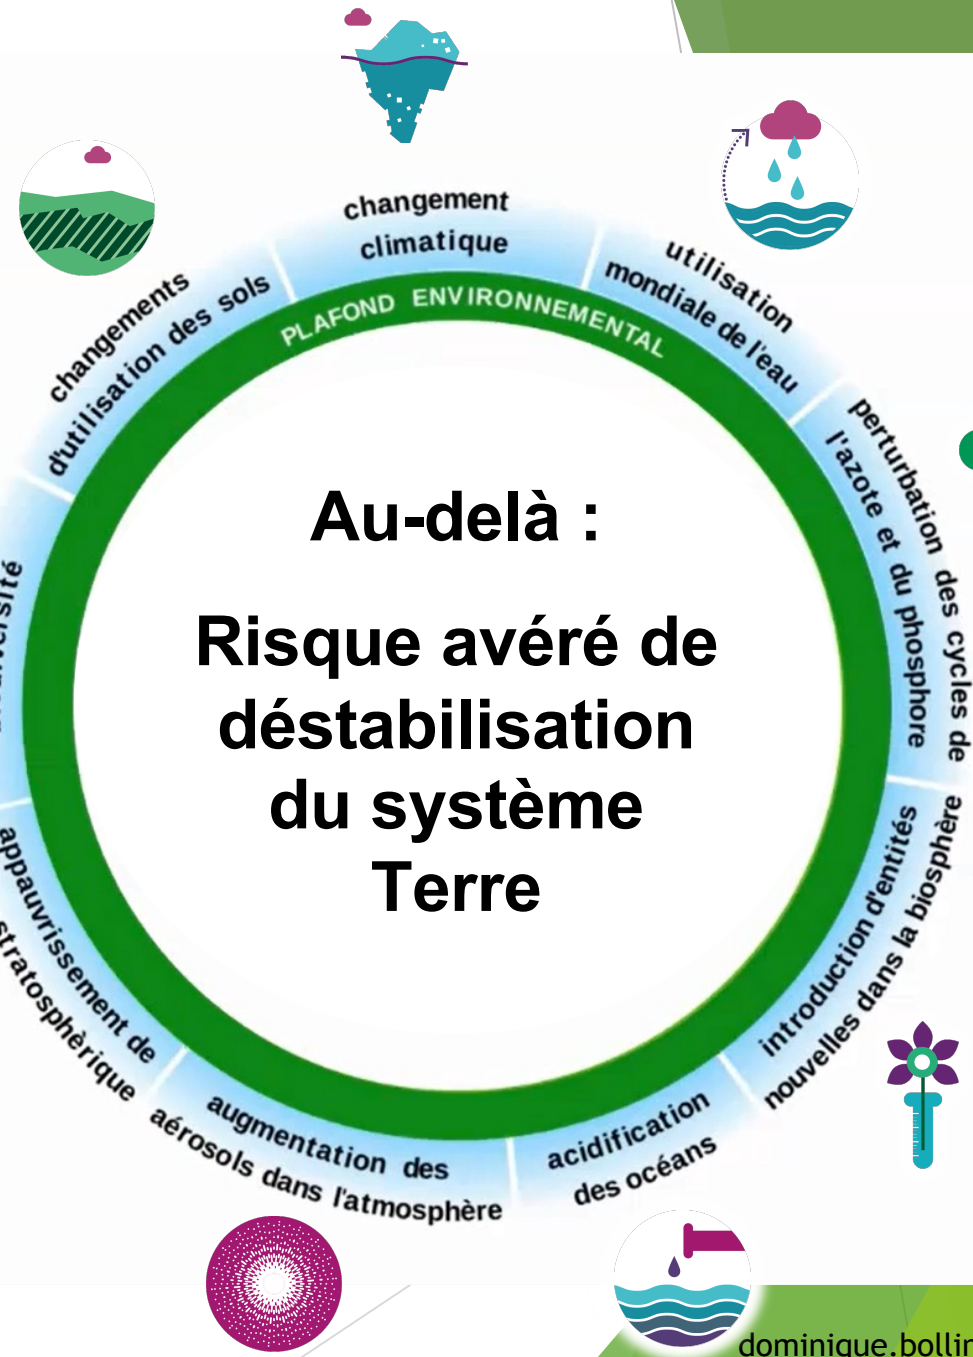 changement
climatique
utilisation
mondiale de l'eau
perturbation des cycles de
l'azote et du phosphore
introduction d'entités
nouvelles dans la biosphère
acidification
des océans
augmentation des
aérosols dans l'atmosphère
appauvrissement de
stratosphèrique
changements
d'utilisation des sols
PLAFOND ENVIRONNEMENTAL
Au-delà :
Risque avéré de
déstabilisation
du système
Terre
dominique.bollin